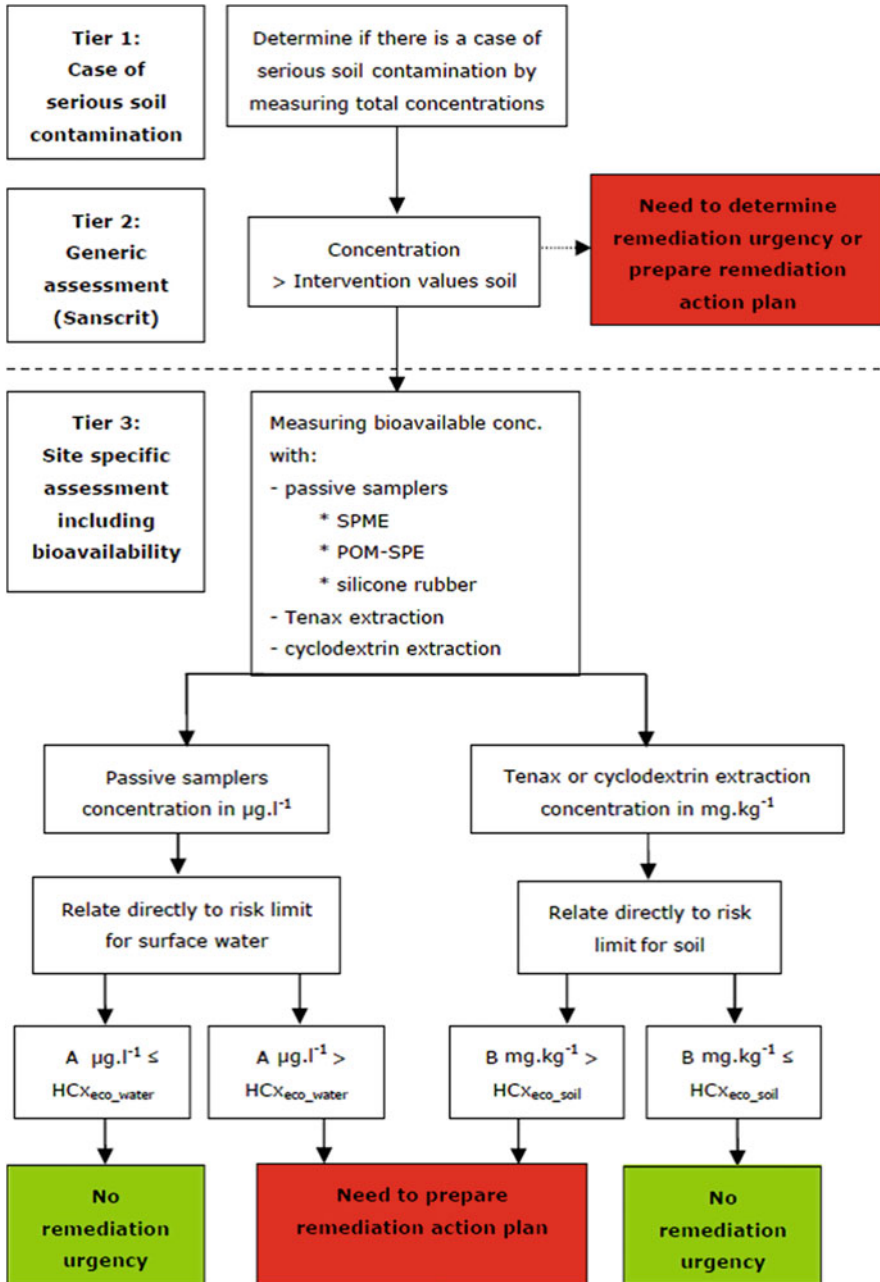 Tier 1:
Case of
serious soil
contamination
Determine if there is a case of
serious soil contamination by
measuring total concentrations
Tier 2:
Generic
assessment
(Sanscrit)
Concentration
> Intervention values soil
Need to determine
remediation urgency or
prepare remediation
action plan
Tier 3:
Site specific
assessment
including
bioavailability
Measuring bioavailable conc.
with:
- passive samplers
* SPME
* POM-SPE
* silicone rubber
- Tenax extraction
- cyclodextrin extraction
Passive samplers
concentration in µg.l⁻¹
Tenax or cyclodextrin extraction
concentration in mg.kg⁻¹
Relate directly to risk limit
for surface water
Relate directly to risk
limit for soil
A µg.l⁻¹ ≤
HCx_eco_water
A µg.l⁻¹ >
HCx_eco_water
B mg.kg⁻¹ >
HCx_eco_soil
B mg.kg⁻¹ ≤
HCx_eco_soil
No
remediation
urgency
Need to prepare
remediation action plan
No
remediation
urgency